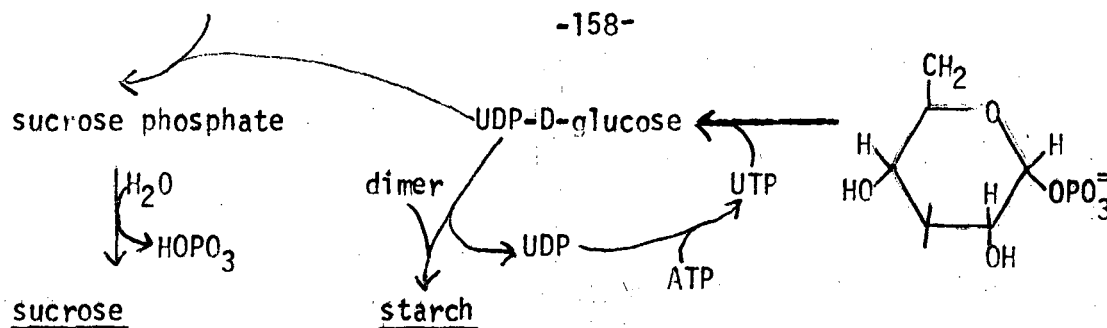 -158-
CH2
sucrose phosphate
UDP-D-glucose
O
H
H
H2O
dimer
UTP
HO
H
OPO3=
HOPO3
UDP
ATP
OH
sucrose
starch